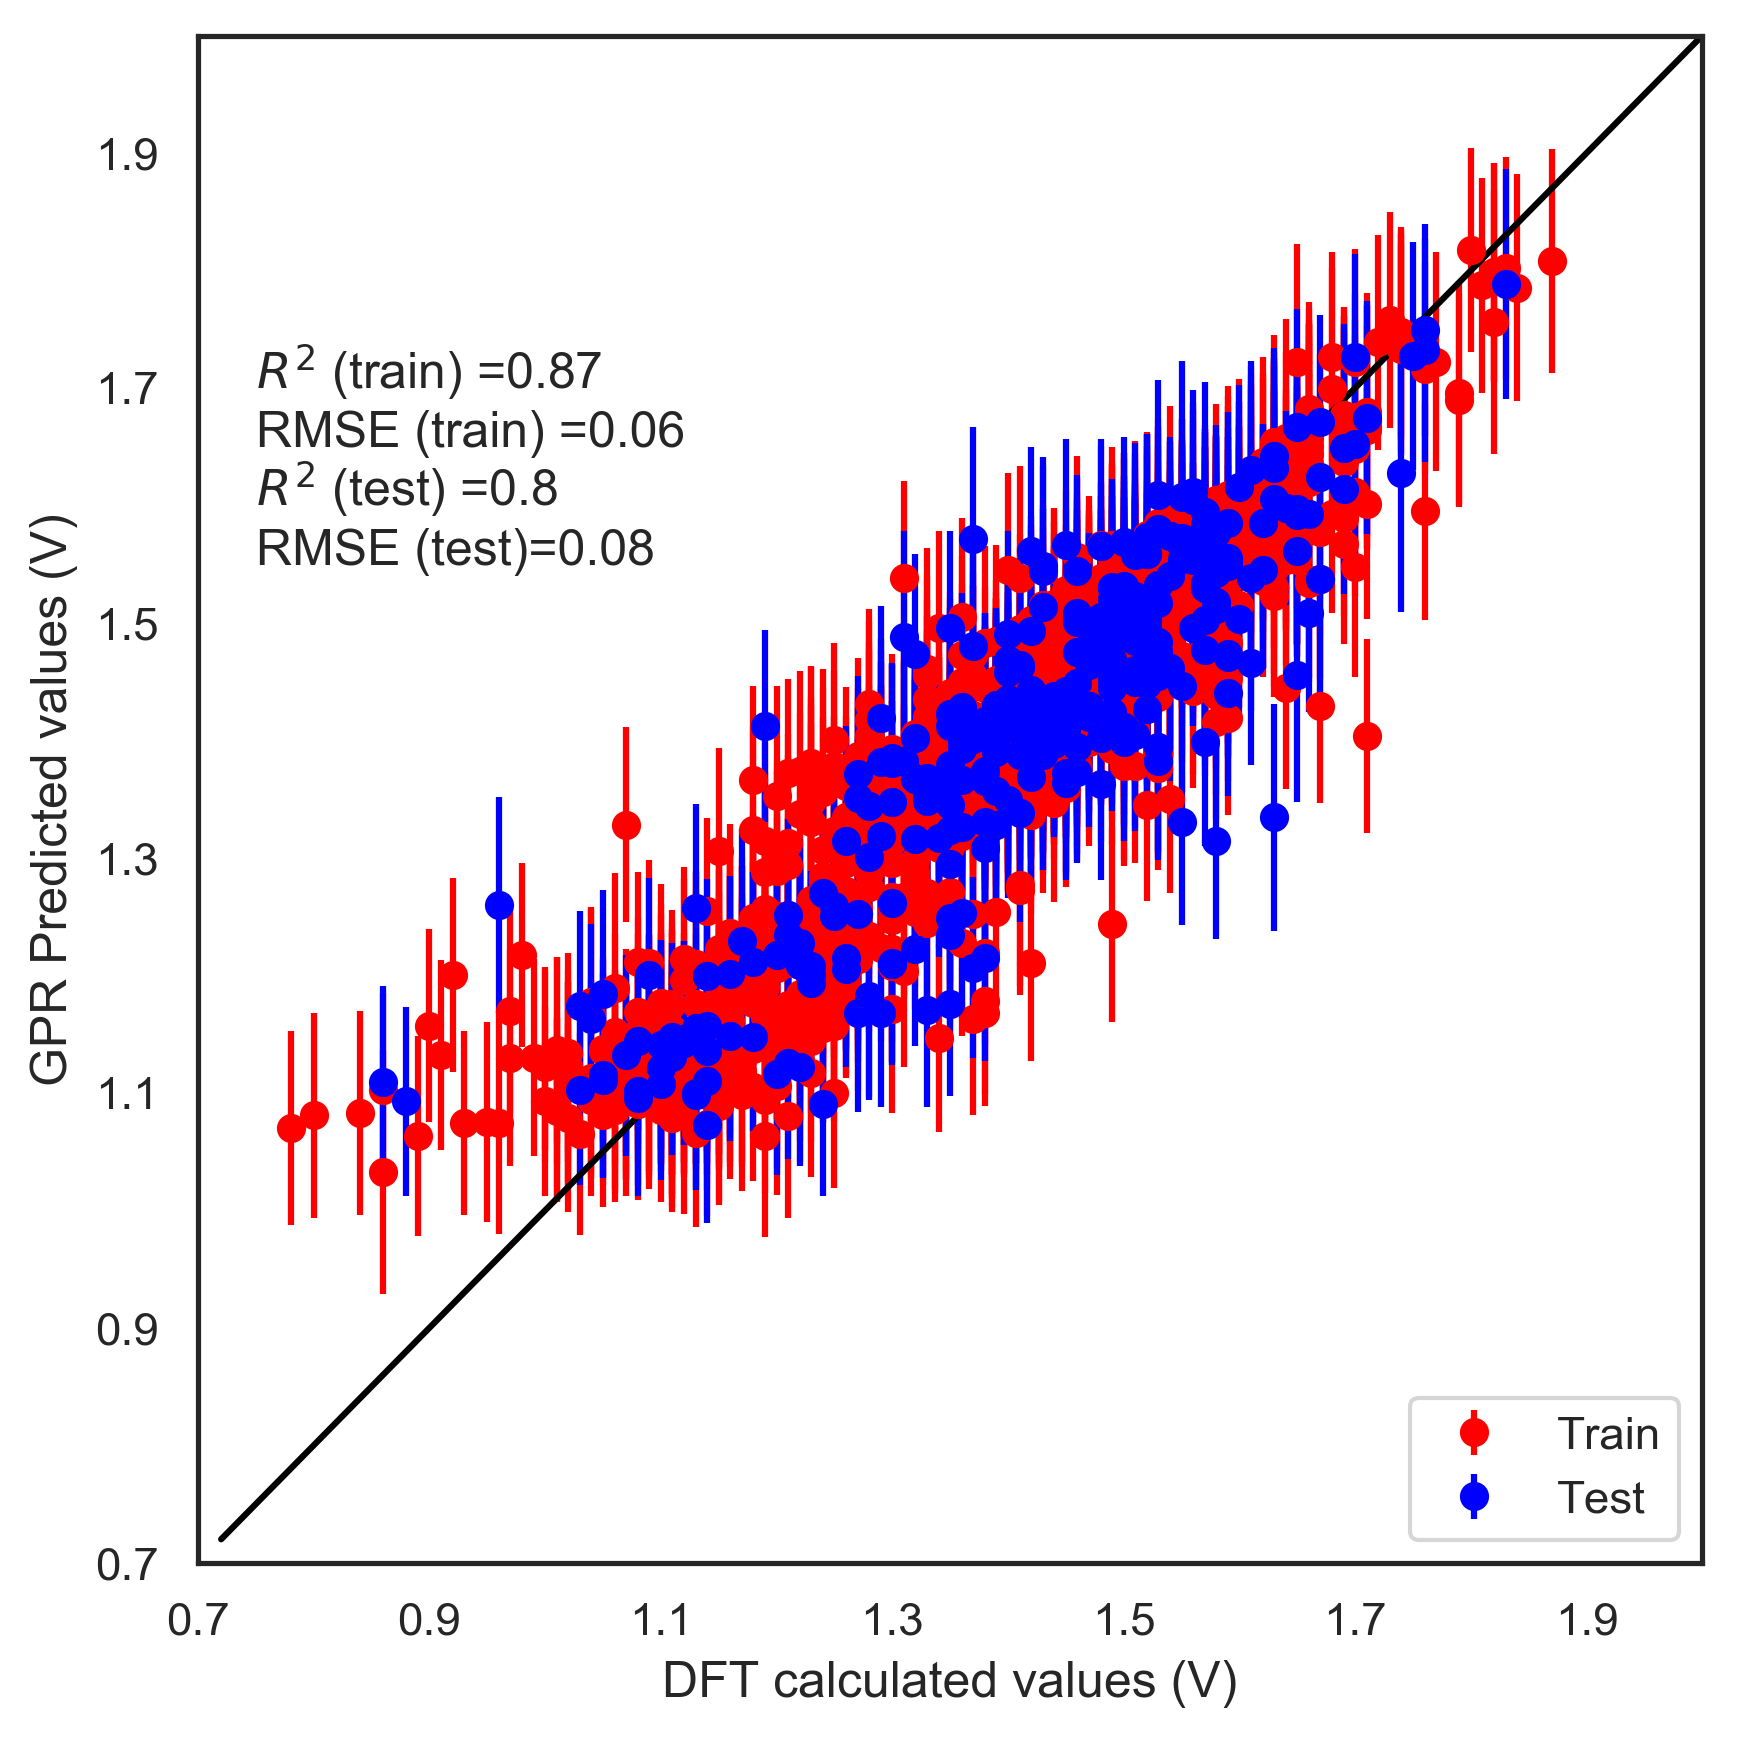 1.9
1.7
1.5
1.3
1.1
0.9
0.7
GPR Predicted values (V)
R² (train) =0.87
RMSE (train) =0.06
R² (test) =0.8
RMSE (test)=0.08
Train
Test
0.7 0.9 1.1 1.3 1.5 1.7 1.9
DFT calculated values (V)